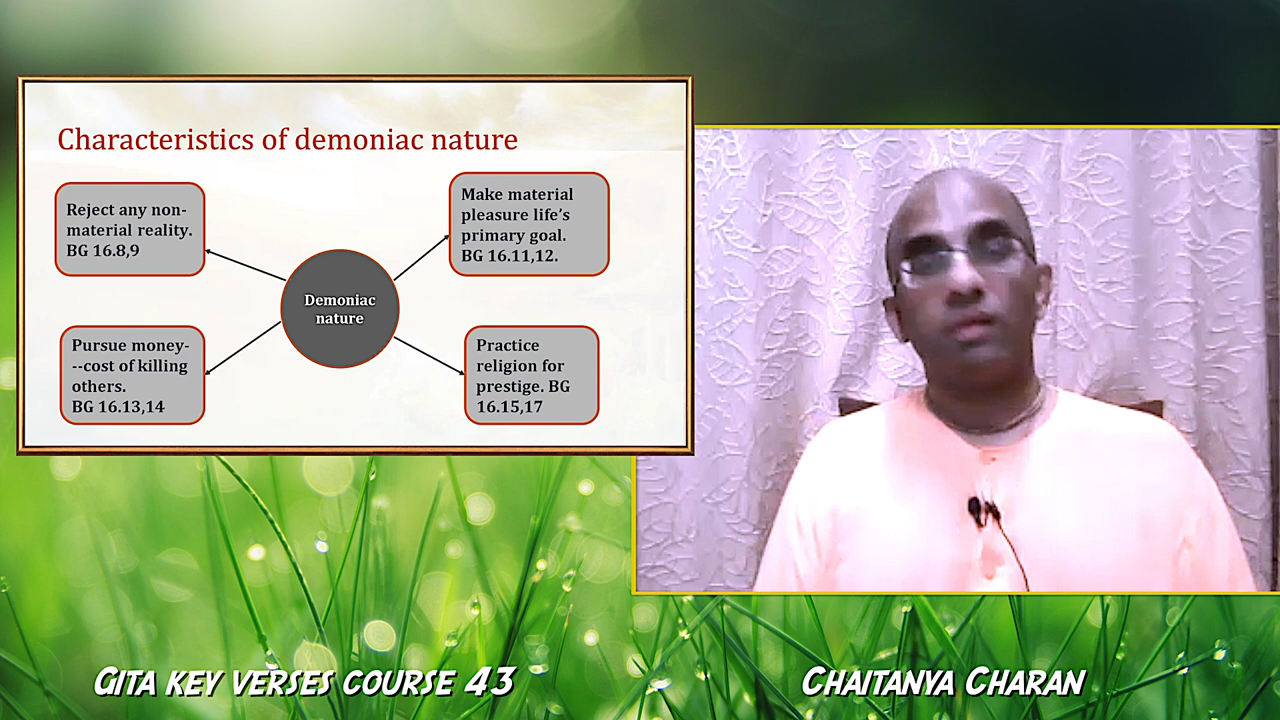 Characteristics of demoniac nature
Reject any non-
material reality.
BG 16.8,9
Make material
pleasure life's
primary goal.
BG 16.11,12.
Demoniac
nature
Pursue money-
--cost of killing
others.
BG 16.13,14
Practice
religion for
prestige. BG
16.15,17
GITA KEY VERSES COURSE 43
CHAITANYA CHARAN